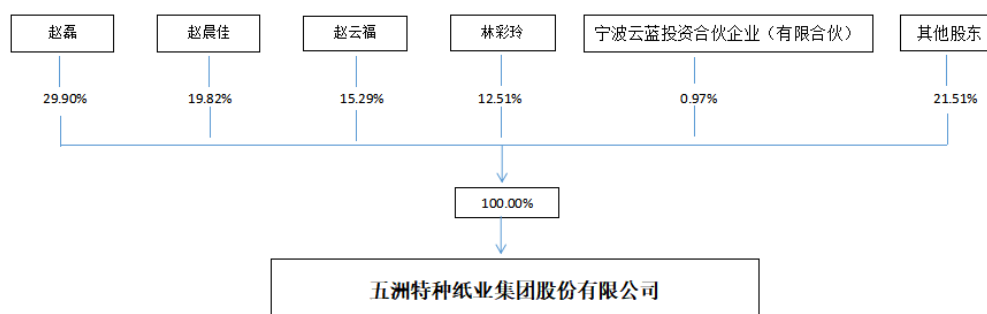 赵磊
赵晨佳
赵云福
林彩玲
宁波云蓝投资合伙企业（有限合伙）
其他股东
29.90%
19.82%
15.29%
12.51%
0.97%
21.51%
100.00%
五洲特种纸业集团股份有限公司